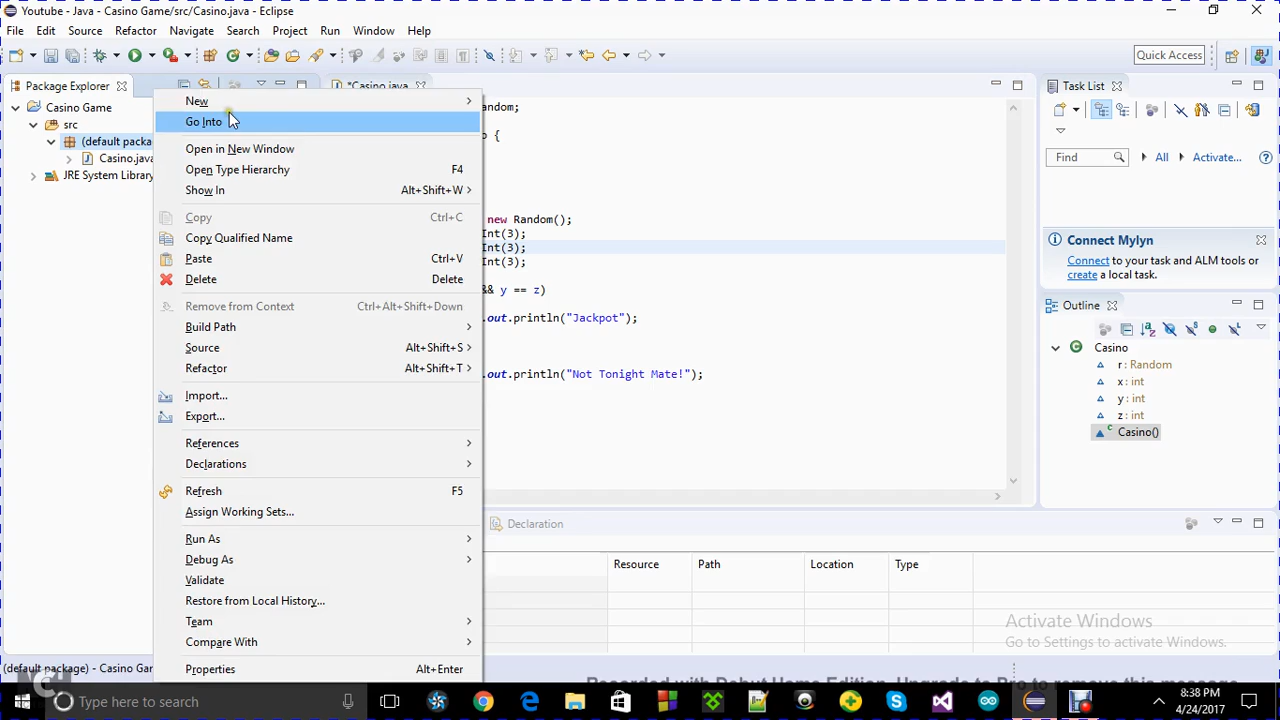 Youtube - Java - Casino Game/src/Casino.java - Eclipse
File Edit Source Refactor Navigate Search Project Run Window Help
Quick Access
Package Explorer
*Casino.java
Task List
Casino Game
src
(default packa
Casino.java
JRE System Library
New
Go Into
Open in New Window
Open Type Hierarchy F4
Show In Alt+Shift+W
Copy Ctrl+C
Copy Qualified Name
Paste Ctrl+V
Delete Delete
Remove from Context Ctrl+Alt+Shift+Down
Build Path
Source Alt+Shift+S
Refactor Alt+Shift+T
Import...
Export...
References
Declarations
Refresh F5
Assign Working Sets...
Run As
Debug As
Validate
Restore from Local History...
Team
Compare With
Properties Alt+Enter
ndom;
{
new Random();
Int(3);
Int(3);
Int(3);
&& y == z)
.out.println("Jackpot");
.out.println("Not Tonight Mate!");
Find All Activate...
Connect Mylyn
Connect to your task and ALM tools or
create a local task.
Outline
Casino
r : Random
x : int
y : int
z : int
Casino()
Declaration
Resource Path Location Type
Activate Windows
Go to Settings to activate Windows.
(default package) - Casino Gam
NCH
Type here to search
8:38 PM
4/24/2017